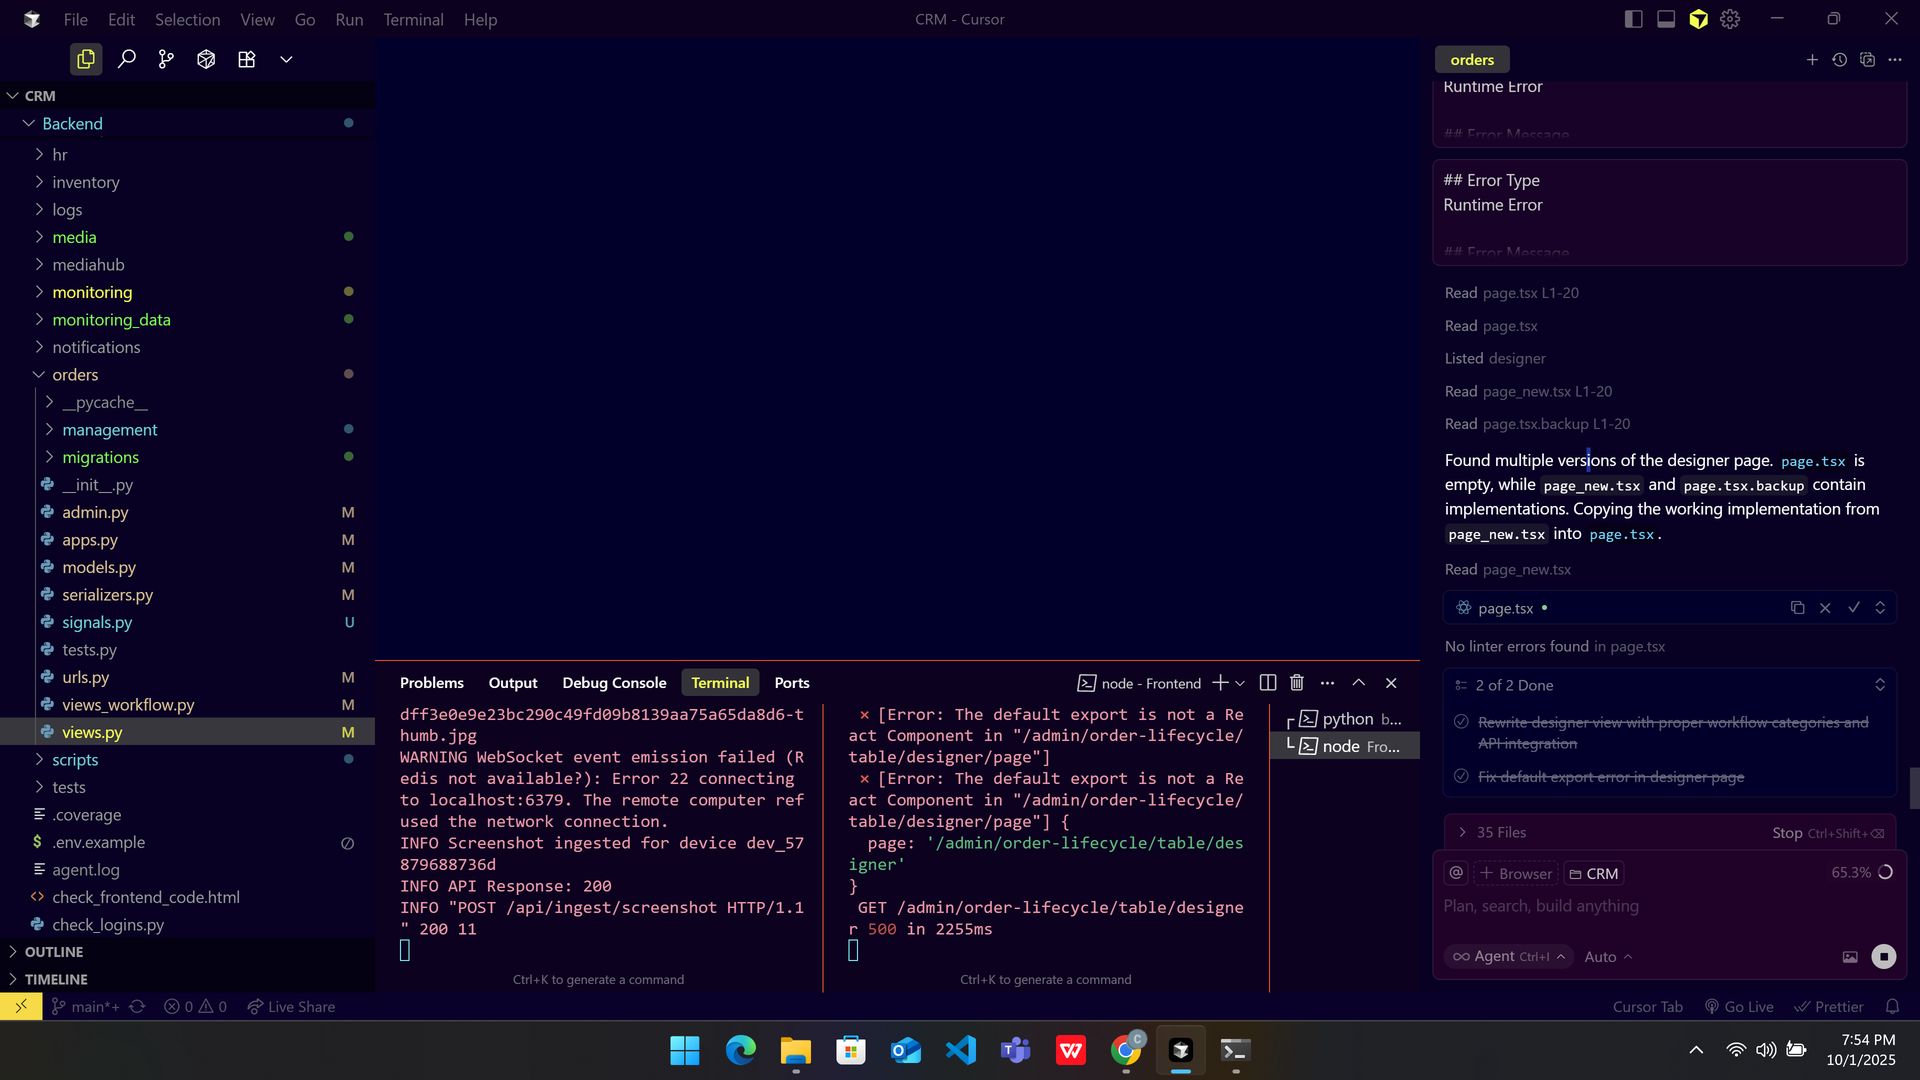 File Edit Selection View Go Run Terminal Help
CRM - Cursor
CRM
Backend
hr
inventory
logs
media
mediahub
monitoring
monitoring_data
notifications
orders
__pycache__
management
migrations
__init__.py
admin.py M
apps.py M
models.py M
serializers.py M
signals.py U
tests.py
urls.py M
views_workflow.py M
views.py M
scripts
tests
.coverage
.env.example
agent.log
check_frontend_code.html
check_logins.py
OUTLINE
TIMELINE
Problems Output Debug Console Terminal Ports
node - Frontend
dff3e0e9e23bc290c49fd09b8139aa75a65da8d6-t
humb.jpg
WARNING WebSocket event emission failed (R
edis not available?): Error 22 connecting
to localhost:6379. The remote computer ref
used the network connection.
INFO Screenshot ingested for device dev_57
879688736d
INFO API Response: 200
INFO "POST /api/ingest/screenshot HTTP/1.1
" 200 11
Ctrl+K to generate a command
⨯ [Error: The default export is not a Re
act Component in "/admin/order-lifecycle/
table/designer/page"]
⨯ [Error: The default export is not a Re
act Component in "/admin/order-lifecycle/
table/designer/page"] {
page: '/admin/order-lifecycle/table/des
igner'
}
GET /admin/order-lifecycle/table/designe
r 500 in 2255ms
Ctrl+K to generate a command
python b...
node Fro...
orders
Runtime Error
## Error Message
## Error Type
Runtime Error
## Error Message
Read page.tsx L1-20
Read page.tsx
Listed designer
Read page_new.tsx L1-20
Read page.tsx.backup L1-20
Found multiple versions of the designer page. page.tsx is
empty, while page_new.tsx and page.tsx.backup contain
implementations. Copying the working implementation from
page_new.tsx into page.tsx.
Read page_new.tsx
page.tsx •
No linter errors found in page.tsx
2 of 2 Done
Rewrite designer view with proper workflow categories and
API integration
Fix default export error in designer page
35 Files Stop Ctrl+Shift+⌫
@ + Browser CRM 65.3%
Plan, search, build anything
Agent Ctrl+I Auto
main*+ 0 0 Live Share
Cursor Tab Go Live Prettier
7:54 PM
10/1/2025